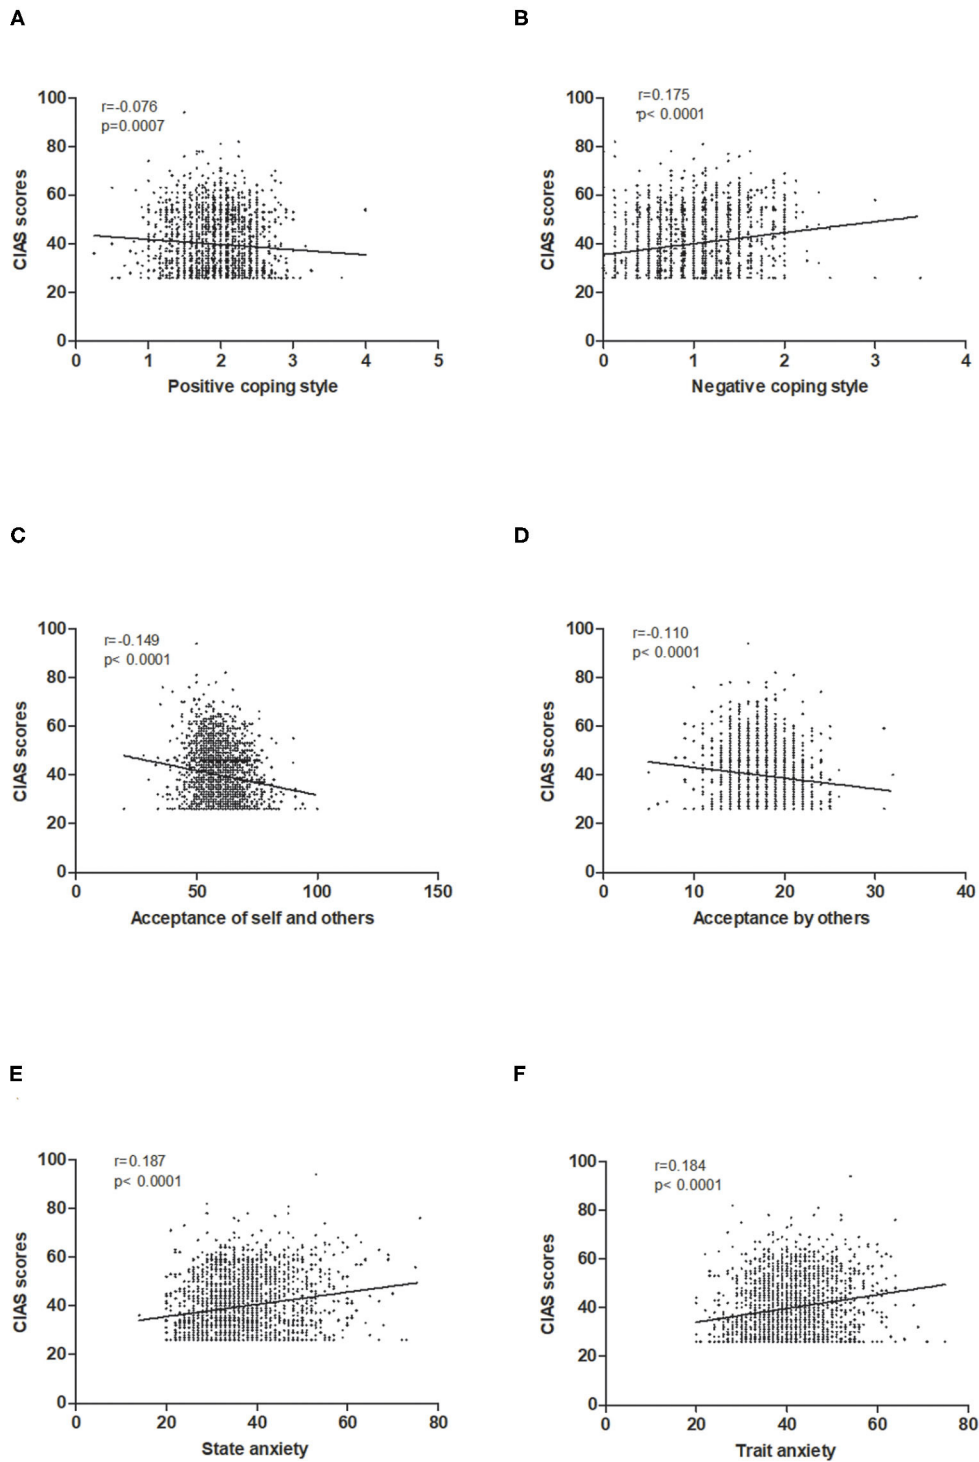 A
B
r=-0.076
p=0.0007
100
80
60
40
20
0
CIAS scores
0 1 2 3 4 5
Positive coping style
r=0.175
p< 0.0001
100
80
60
40
20
0
CIAS scores
0 1 2 3 4
Negative coping style
C
D
r=-0.149
p< 0.0001
100
80
60
40
20
0
CIAS scores
0 50 100 150
Acceptance of self and others
r=-0.110
p< 0.0001
100
80
60
40
20
0
CIAS scores
0 10 20 30 40
Acceptance by others
E
F
r=0.187
p< 0.0001
100
80
60
40
20
0
CIAS scores
0 20 40 60 80
State anxiety
r=0.184
p< 0.0001
100
80
60
40
20
0
CIAS scores
0 20 40 60 80
Trait anxiety